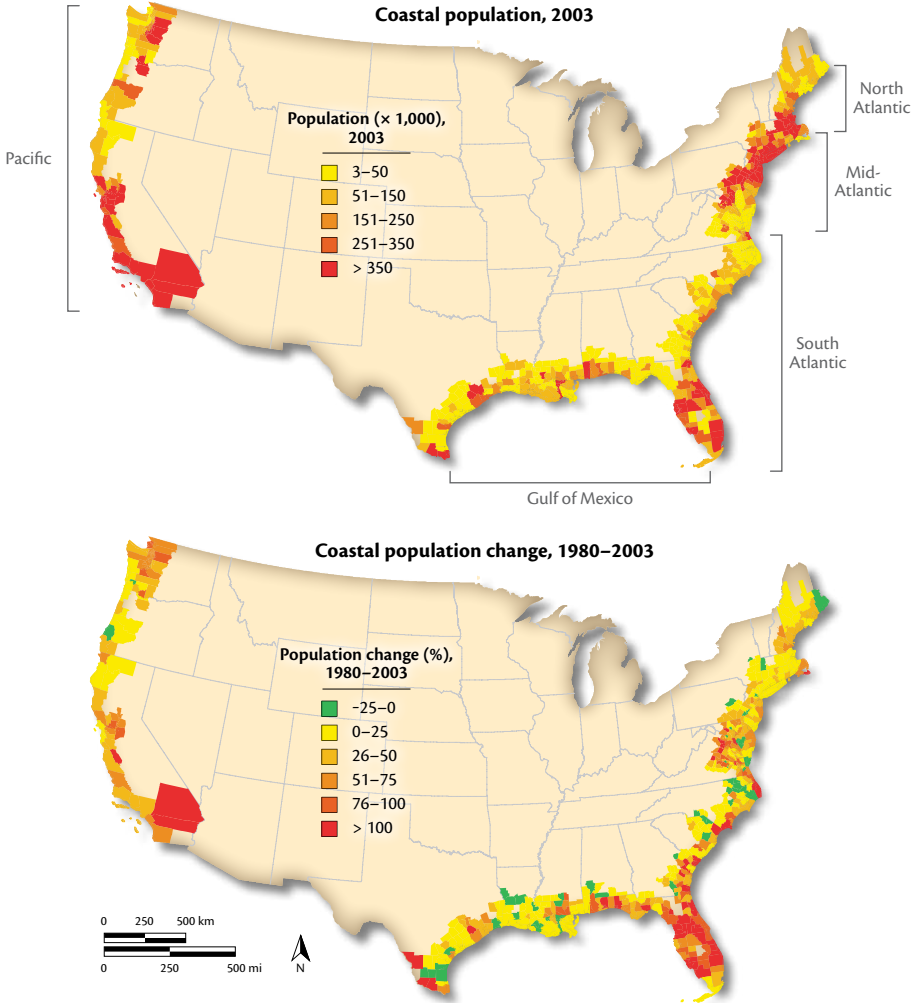 Coastal population, 2003
North
Atlantic
Population (× 1,000),
2003
Pacific
Mid-
Atlantic
3–50
51–150
151–250
251–350
> 350
South
Atlantic
Gulf of Mexico
Coastal population change, 1980–2003
Population change (%),
1980–2003
-25–0
0–25
26–50
51–75
76–100
> 100
0 250 500 km
0 250 500 mi
N